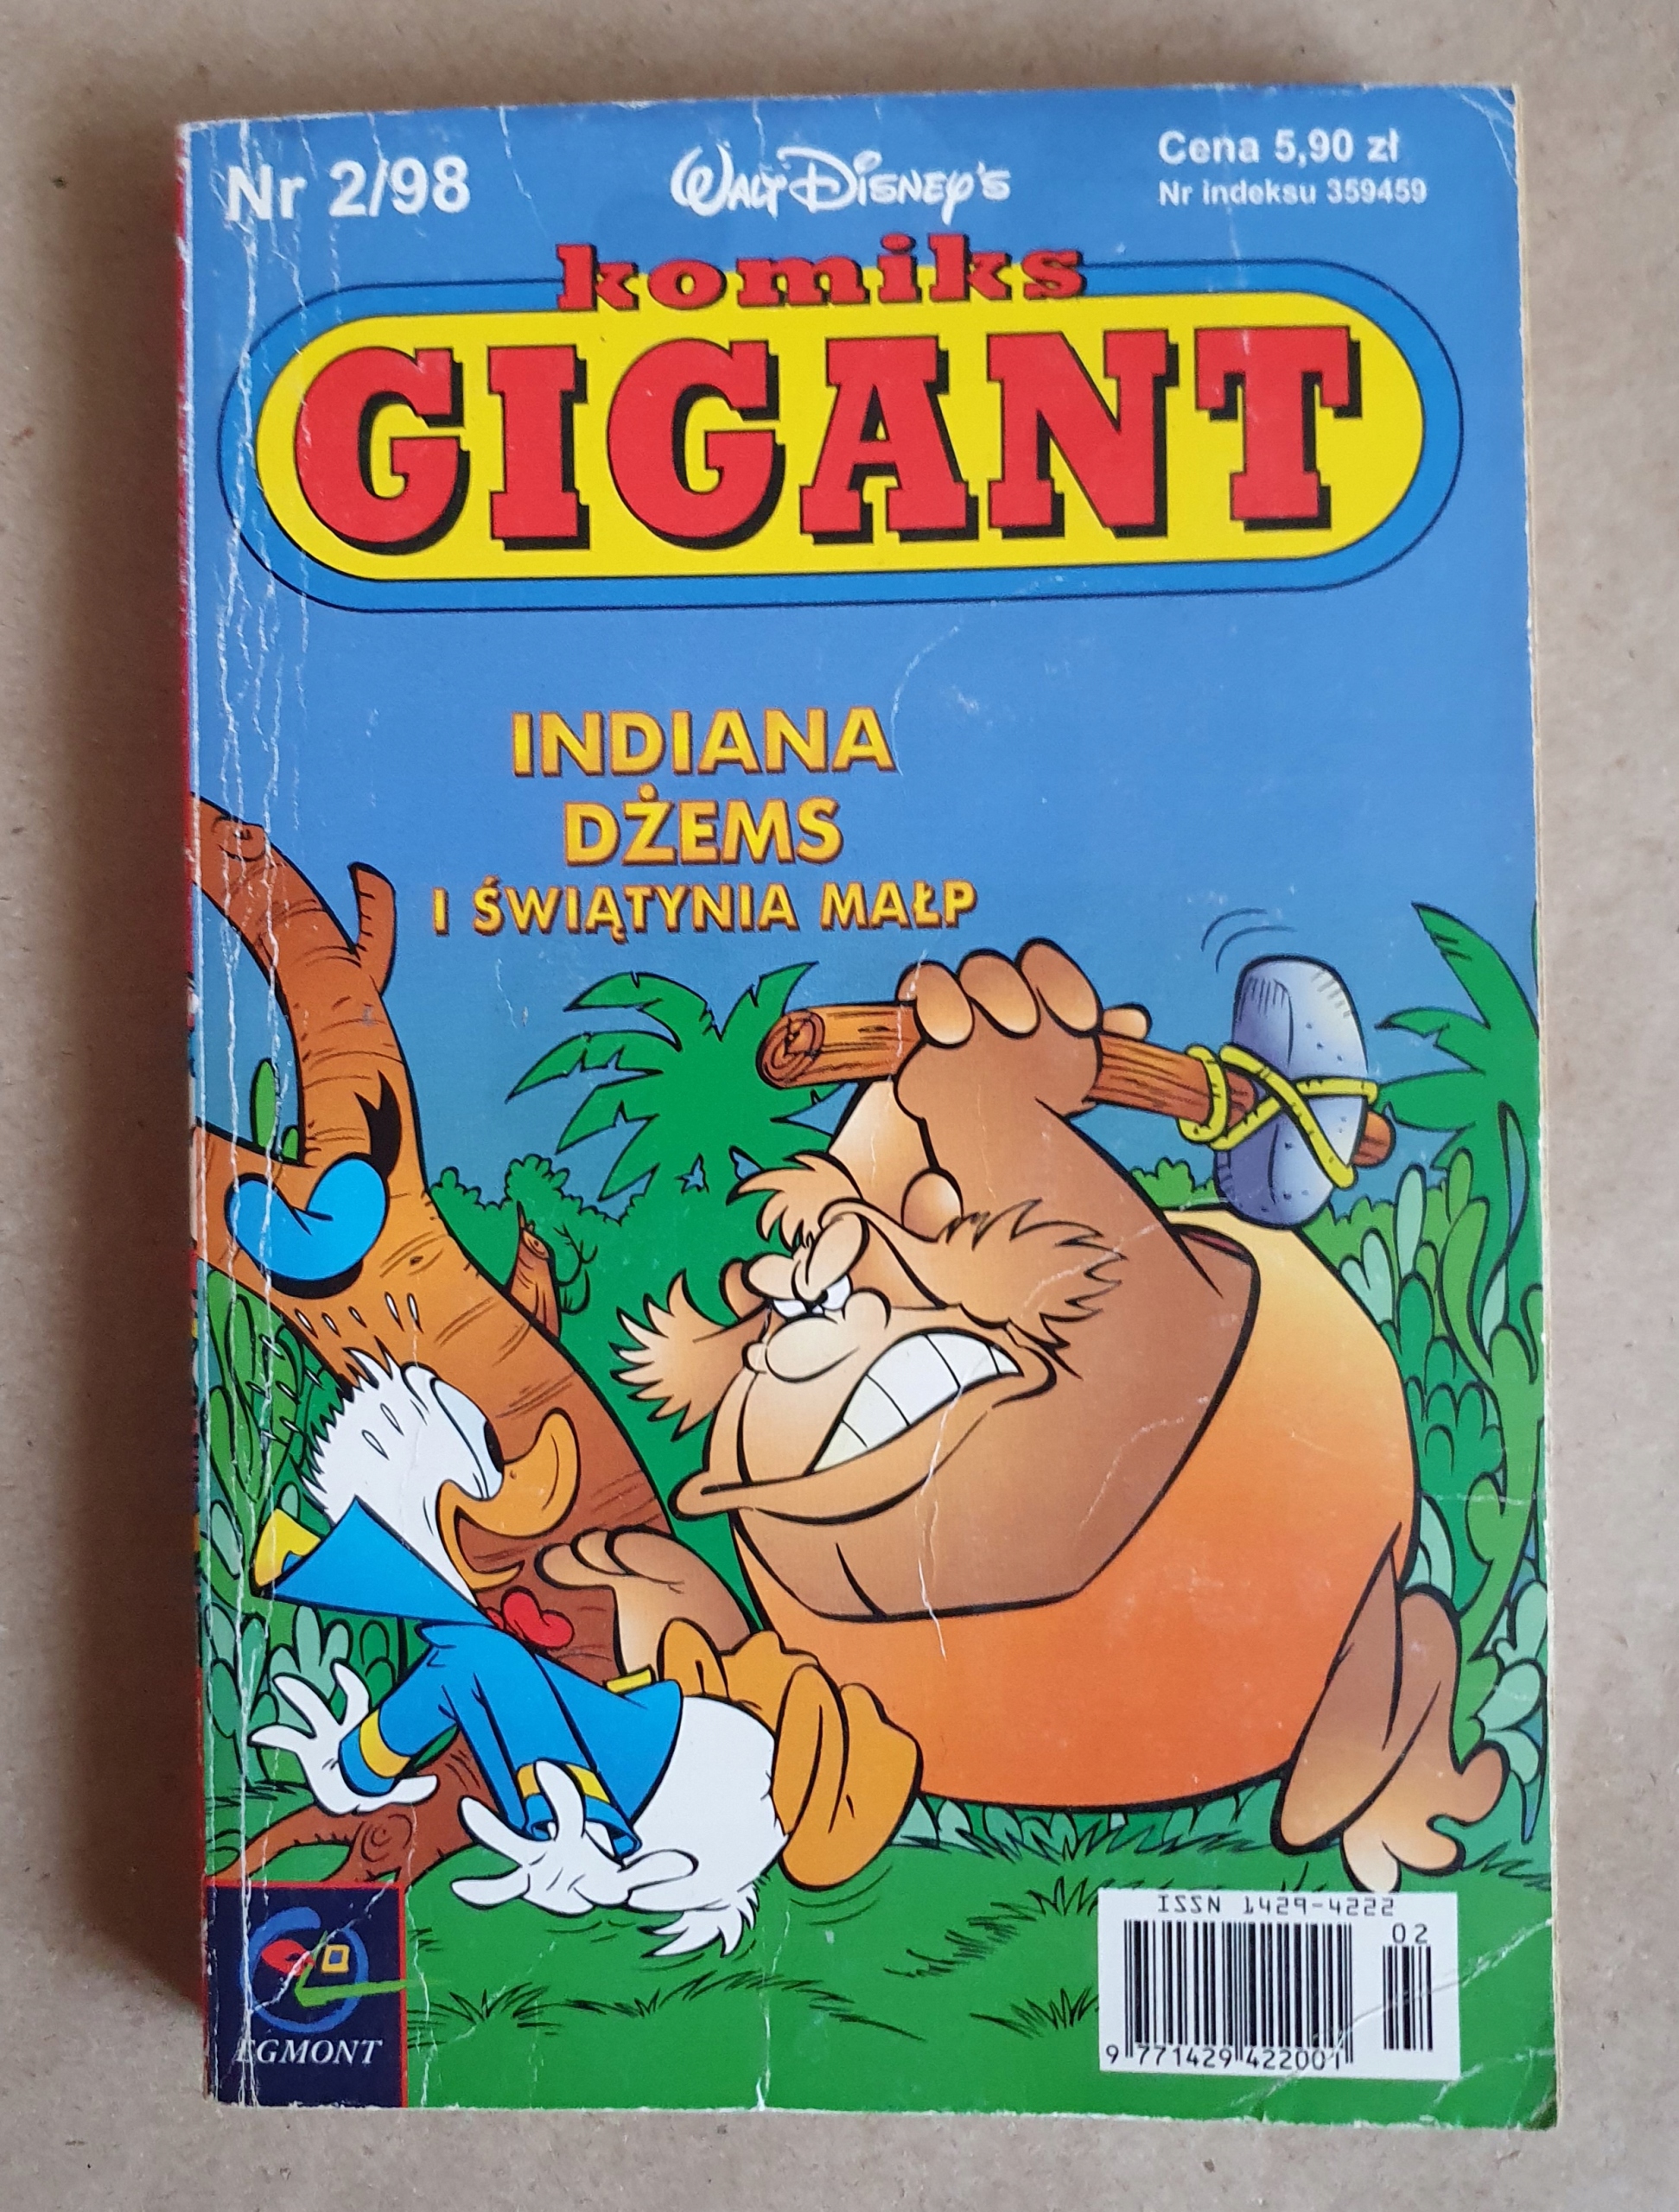 Nr 2/98
WALT DISNEY'S
Cena 5,90 zł
Nr indeksu 359459
komiks
GIGANT
INDIANA
DŻEMS
I ŚWIĄTYNIA MAŁP
EGMONT
ISSN 1429-4222
02
9 771429 422001